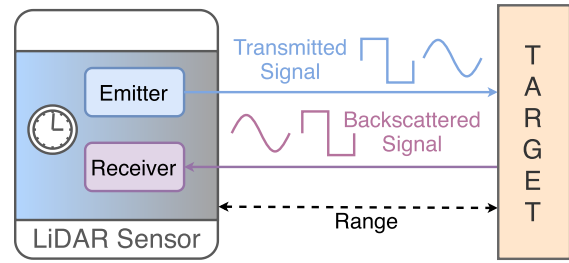 Transmitted
Signal
Emitter
Backscattered
Signal
Receiver
Range
LiDAR Sensor
T
A
R
G
E
T